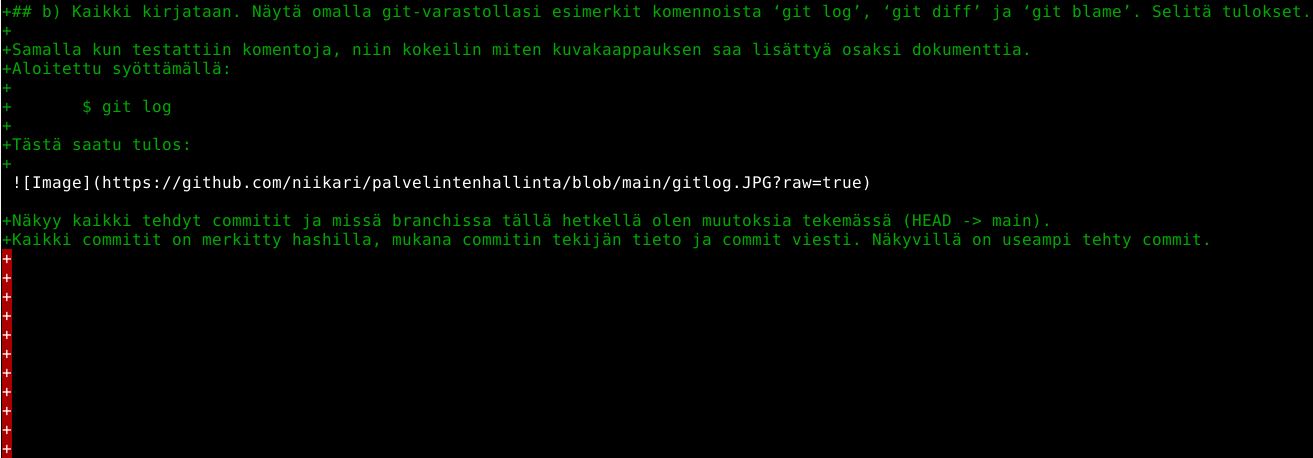 +## b) Kaikki kirjataan. Näytä omalla git-varastollasi esimerkit komennoista ‘git log’, ‘git diff’ ja ‘git blame’. Selitä tulokset.
+
+Samalla kun testattiin komentoja, niin kokeilin miten kuvakaappauksen saa lisättyä osaksi dokumenttia.
+Aloitettu syöttämällä:
+
+       $ git log
+
+Tästä saatu tulos:
+
 ![Image](https://github.com/niikari/palvelintenhallinta/blob/main/gitlog.JPG?raw=true)
+Näkyy kaikki tehdyt commitit ja missä branchissa tällä hetkellä olen muutoksia tekemässä (HEAD -> main).
+Kaikki commitit on merkitty hashilla, mukana commitin tekijän tieto ja commit viesti. Näkyvillä on useampi tehty commit.
+
+
+
+
+
+
+
+
+
+
+